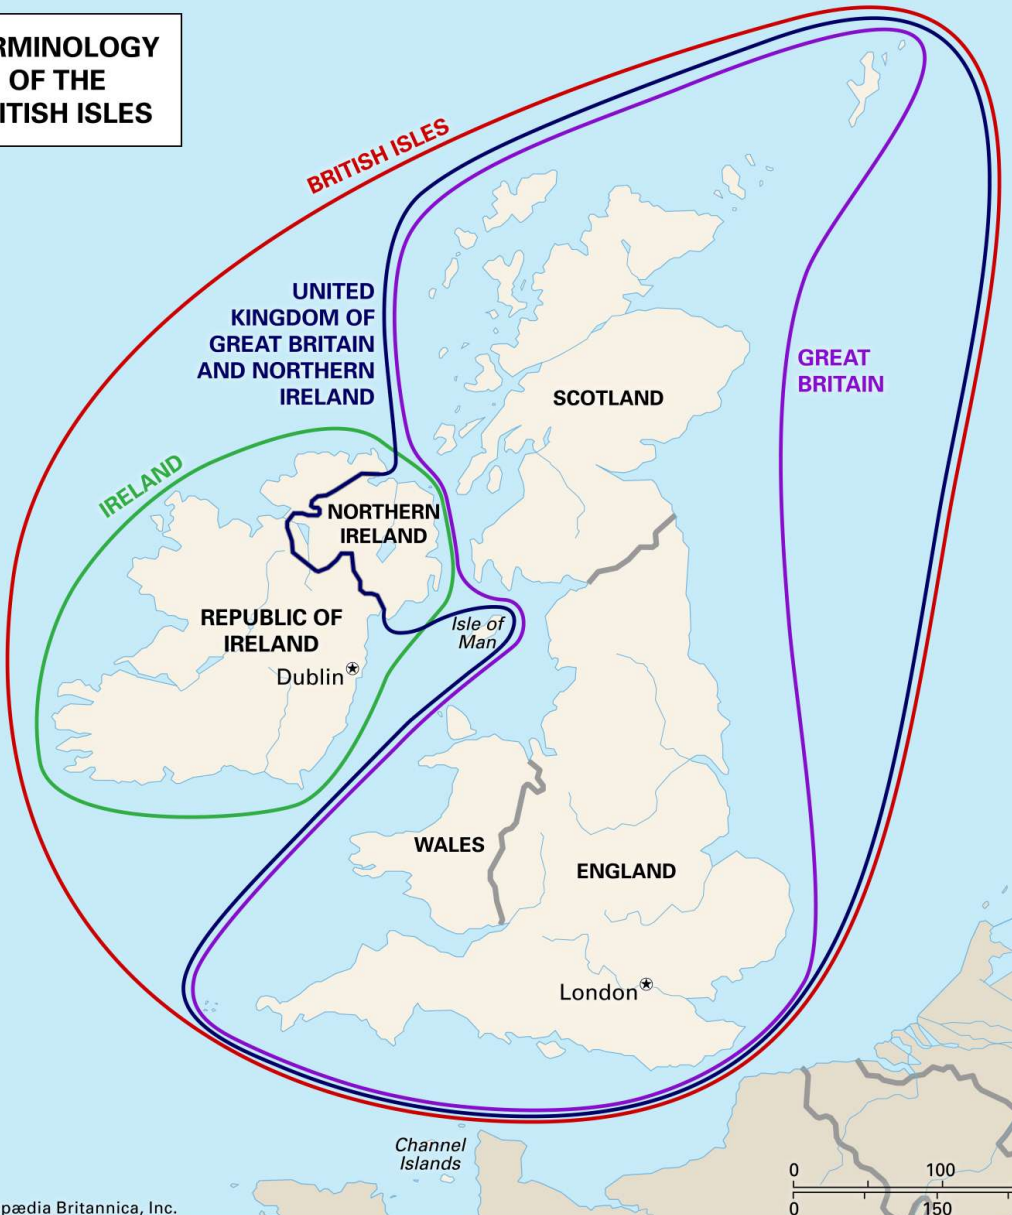 RMINOLOGY
OF THE
ITISH ISLES
BRITISH ISLES
UNITED
KINGDOM OF
GREAT BRITAIN
AND NORTHERN
IRELAND
GREAT
BRITAIN
SCOTLAND
IRELAND
NORTHERN
IRELAND
REPUBLIC OF
IRELAND
Isle of
Man
Dublin
WALES
ENGLAND
London
Channel
Islands
0 100
0 150
pædia Britannica, Inc.